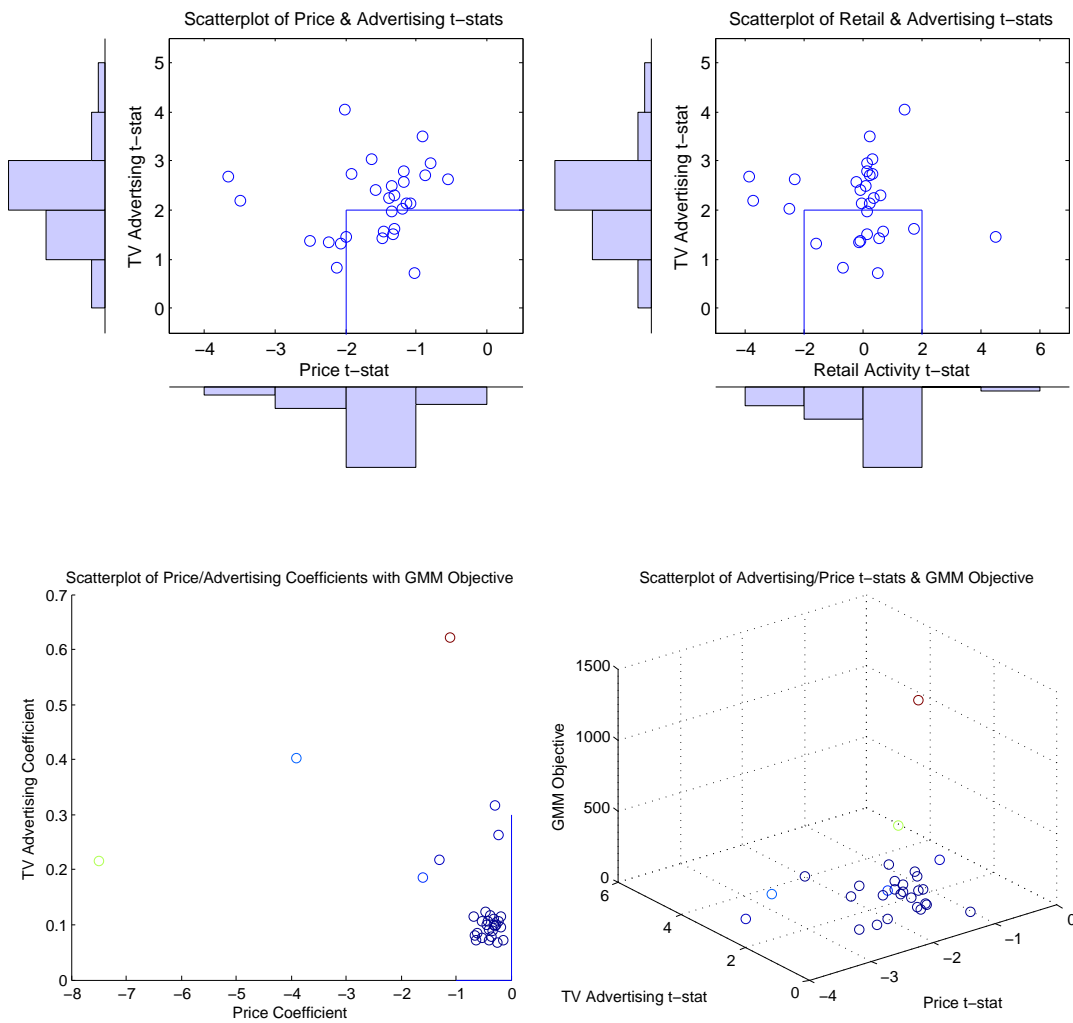 Scatterplot of Price & Advertising t−stats
TV Advertising t−stat
5
4
3
2
1
0
−4 −3 −2 −1 0
Price t−stat
Scatterplot of Retail & Advertising t−stats
TV Advertising t−stat
5
4
3
2
1
0
−4 −2 0 2 4 6
Retail Activity t−stat
Scatterplot of Price/Advertising Coefficients with GMM Objective
TV Advertising Coefficient
0.7
0.6
0.5
0.4
0.3
0.2
0.1
0
−8 −7 −6 −5 −4 −3 −2 −1 0
Price Coefficient
Scatterplot of Advertising/Price t−stats & GMM Objective
GMM Objective
1500
1000
500
0
6
4
2
0
TV Advertising t−stat
−4
−3
−2
−1
0
Price t−stat